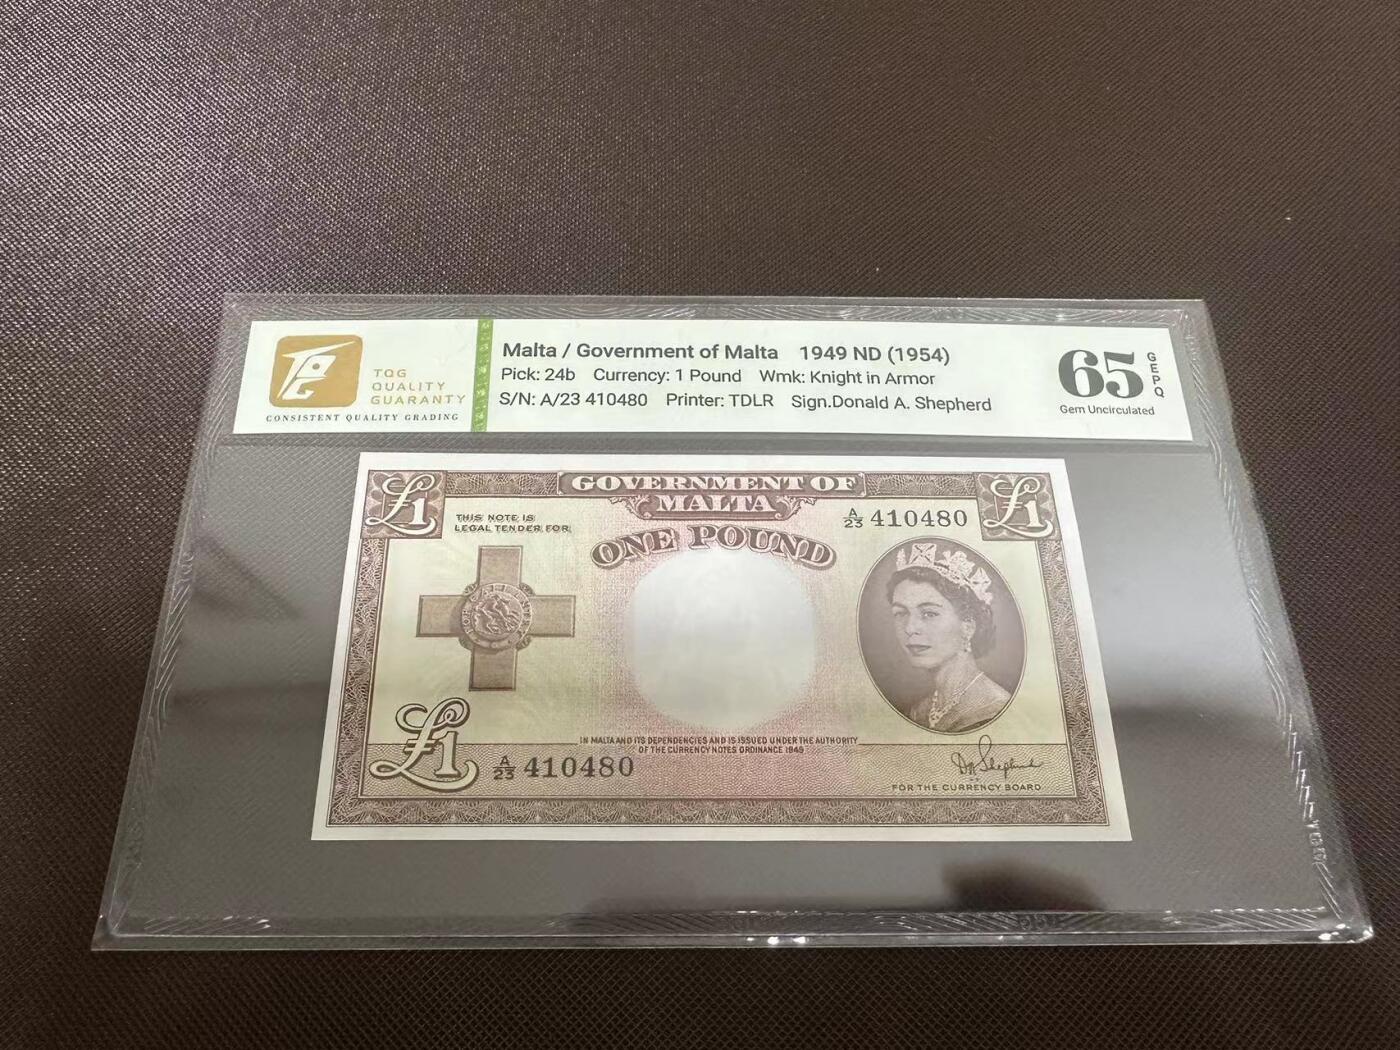 TQG
QUALITY
GUARANTY
CONSISTENT QUALITY GRADING
Malta / Government of Malta 1949 ND (1954)
Pick: 24b Currency: 1 Pound Wmk: Knight in Armor
S/N: A/23 410480 Printer: TDLR Sign.Donald A. Shepherd
65
GEPQ
Gem Uncirculated
£1
GOVERNMENT OF
MALTA
£1
THIS NOTE IS
LEGAL TENDER FOR
A/23 410480
ONE POUND
IN MALTA AND ITS DEPENDENCIES AND IS ISSUED UNDER THE AUTHORITY
OF THE CURRENCY NOTES ORDINANCE 1949
£1
A/23 410480
FOR THE CURRENCY BOARD